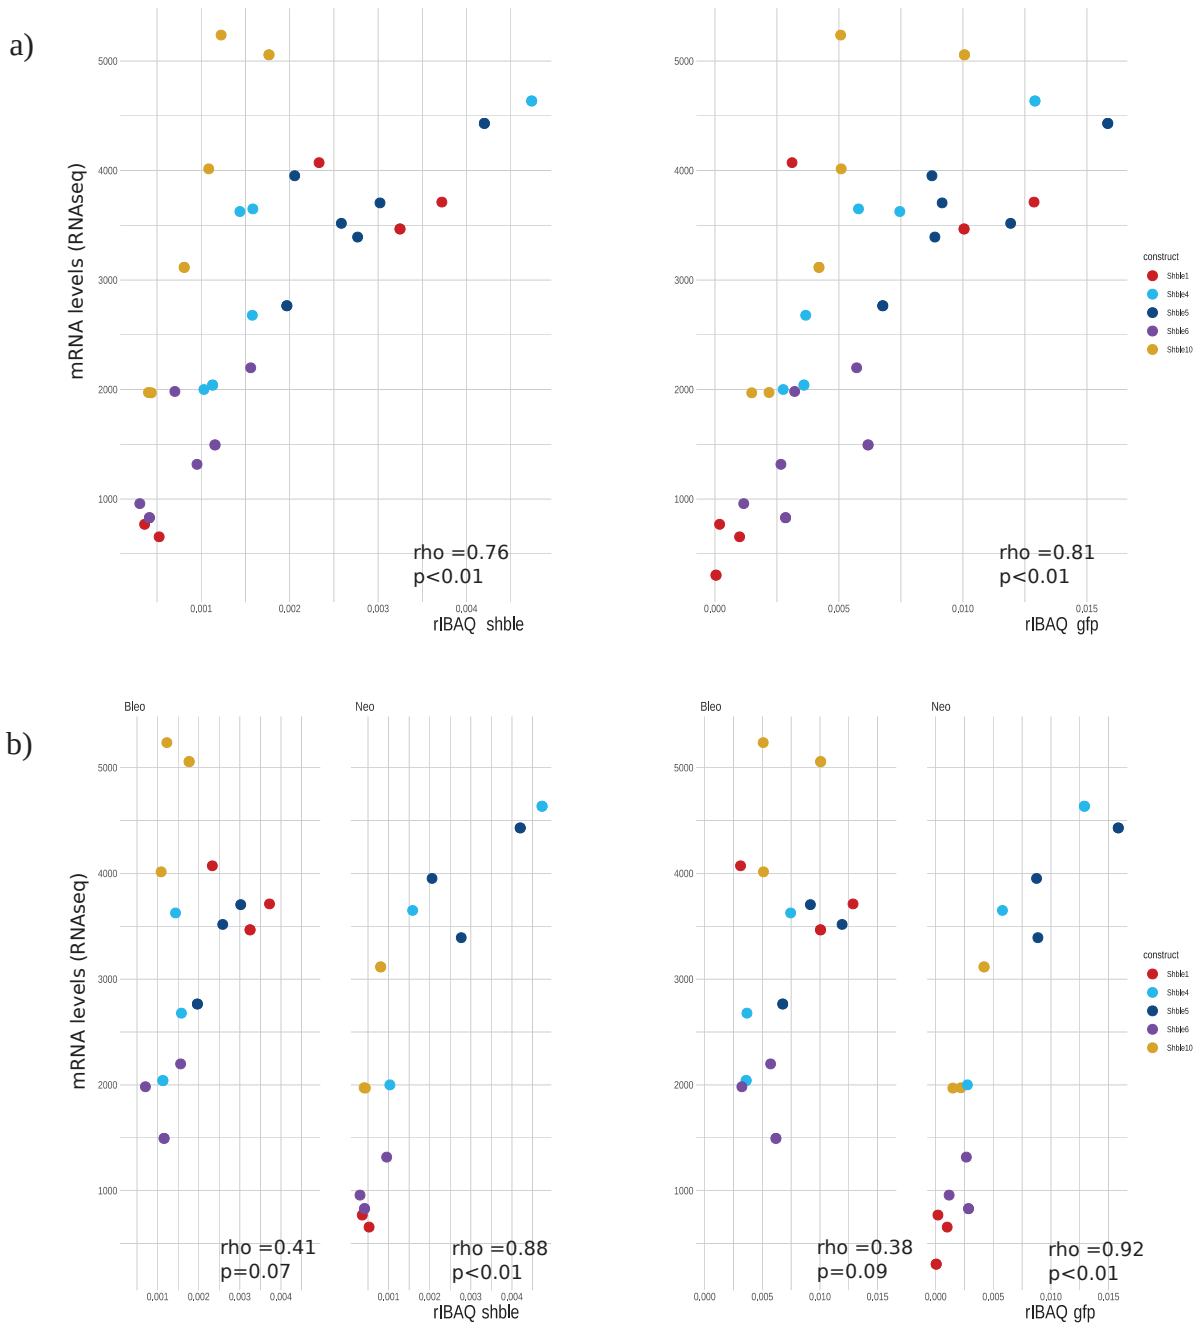 a)
mRNA levels (RNAseq)
5000
4000
3000
2000
1000
rho =0.76
p<0.01
0,001 0,002 0,003 0,004
rIBAQ shble
5000
4000
3000
2000
1000
rho =0.81
p<0.01
0,000 0,005 0,010 0,015
rIBAQ gfp
construct
Shble1
Shble4
Shble5
Shble6
Shble10
b)
mRNA levels (RNAseq)
Bleo Neo
5000
4000
3000
2000
1000
rho =0.41
p=0.07
rho =0.88
p<0.01
0,001 0,002 0,003 0,004 0,001 0,002 0,003 0,004
rIBAQ shble
Bleo Neo
5000
4000
3000
2000
1000
rho =0.38
p=0.09
rho =0.92
p<0.01
0,000 0,005 0,010 0,015 0,000 0,005 0,010 0,015
rIBAQ gfp
construct
Shble1
Shble4
Shble5
Shble6
Shble10